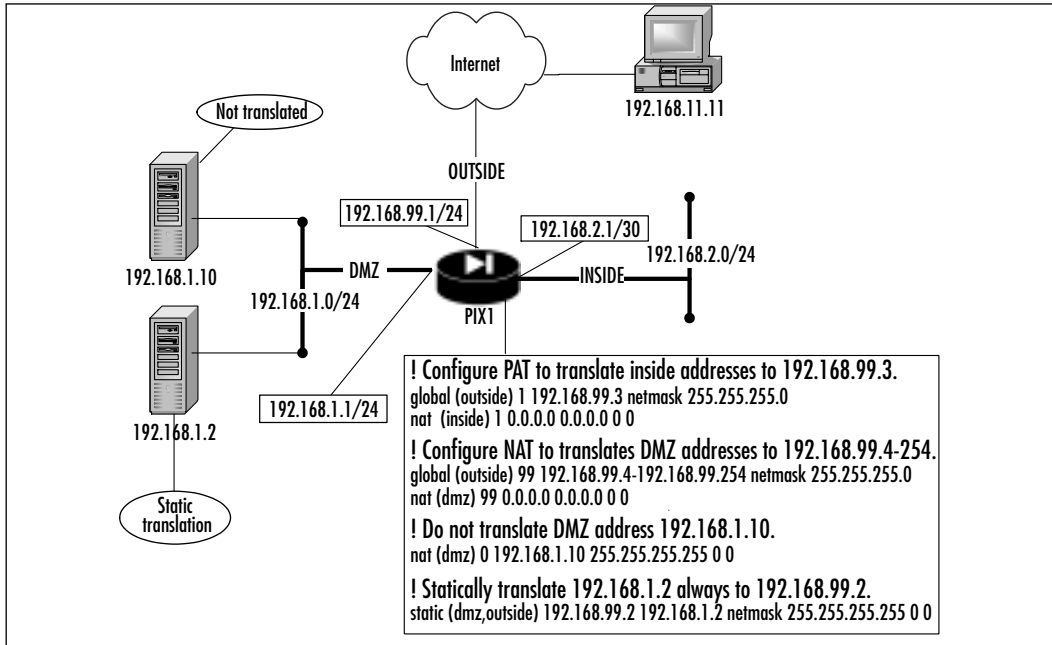 Internet
192.168.11.11
Not translated
OUTSIDE
192.168.99.1/24
192.168.2.1/30
192.168.2.0/24
192.168.1.10
DMZ
INSIDE
192.168.1.0/24
PIX1
192.168.1.1/24
192.168.1.2
Static
translation
! Configure PAT to translate inside addresses to 192.168.99.3.
global (outside) 1 192.168.99.3 netmask 255.255.255.0
nat (inside) 1 0.0.0.0 0.0.0.0 0 0
! Configure NAT to translates DMZ addresses to 192.168.99.4-254.
global (outside) 99 192.168.99.4-192.168.99.254 netmask 255.255.255.0
nat (dmz) 99 0.0.0.0 0.0.0.0 0 0
! Do not translate DMZ address 192.168.1.10.
nat (dmz) 0 192.168.1.10 255.255.255.255 0 0
! Statically translate 192.168.1.2 always to 192.168.99.2.
static (dmz,outside) 192.168.99.2 192.168.1.2 netmask 255.255.255.255 0 0